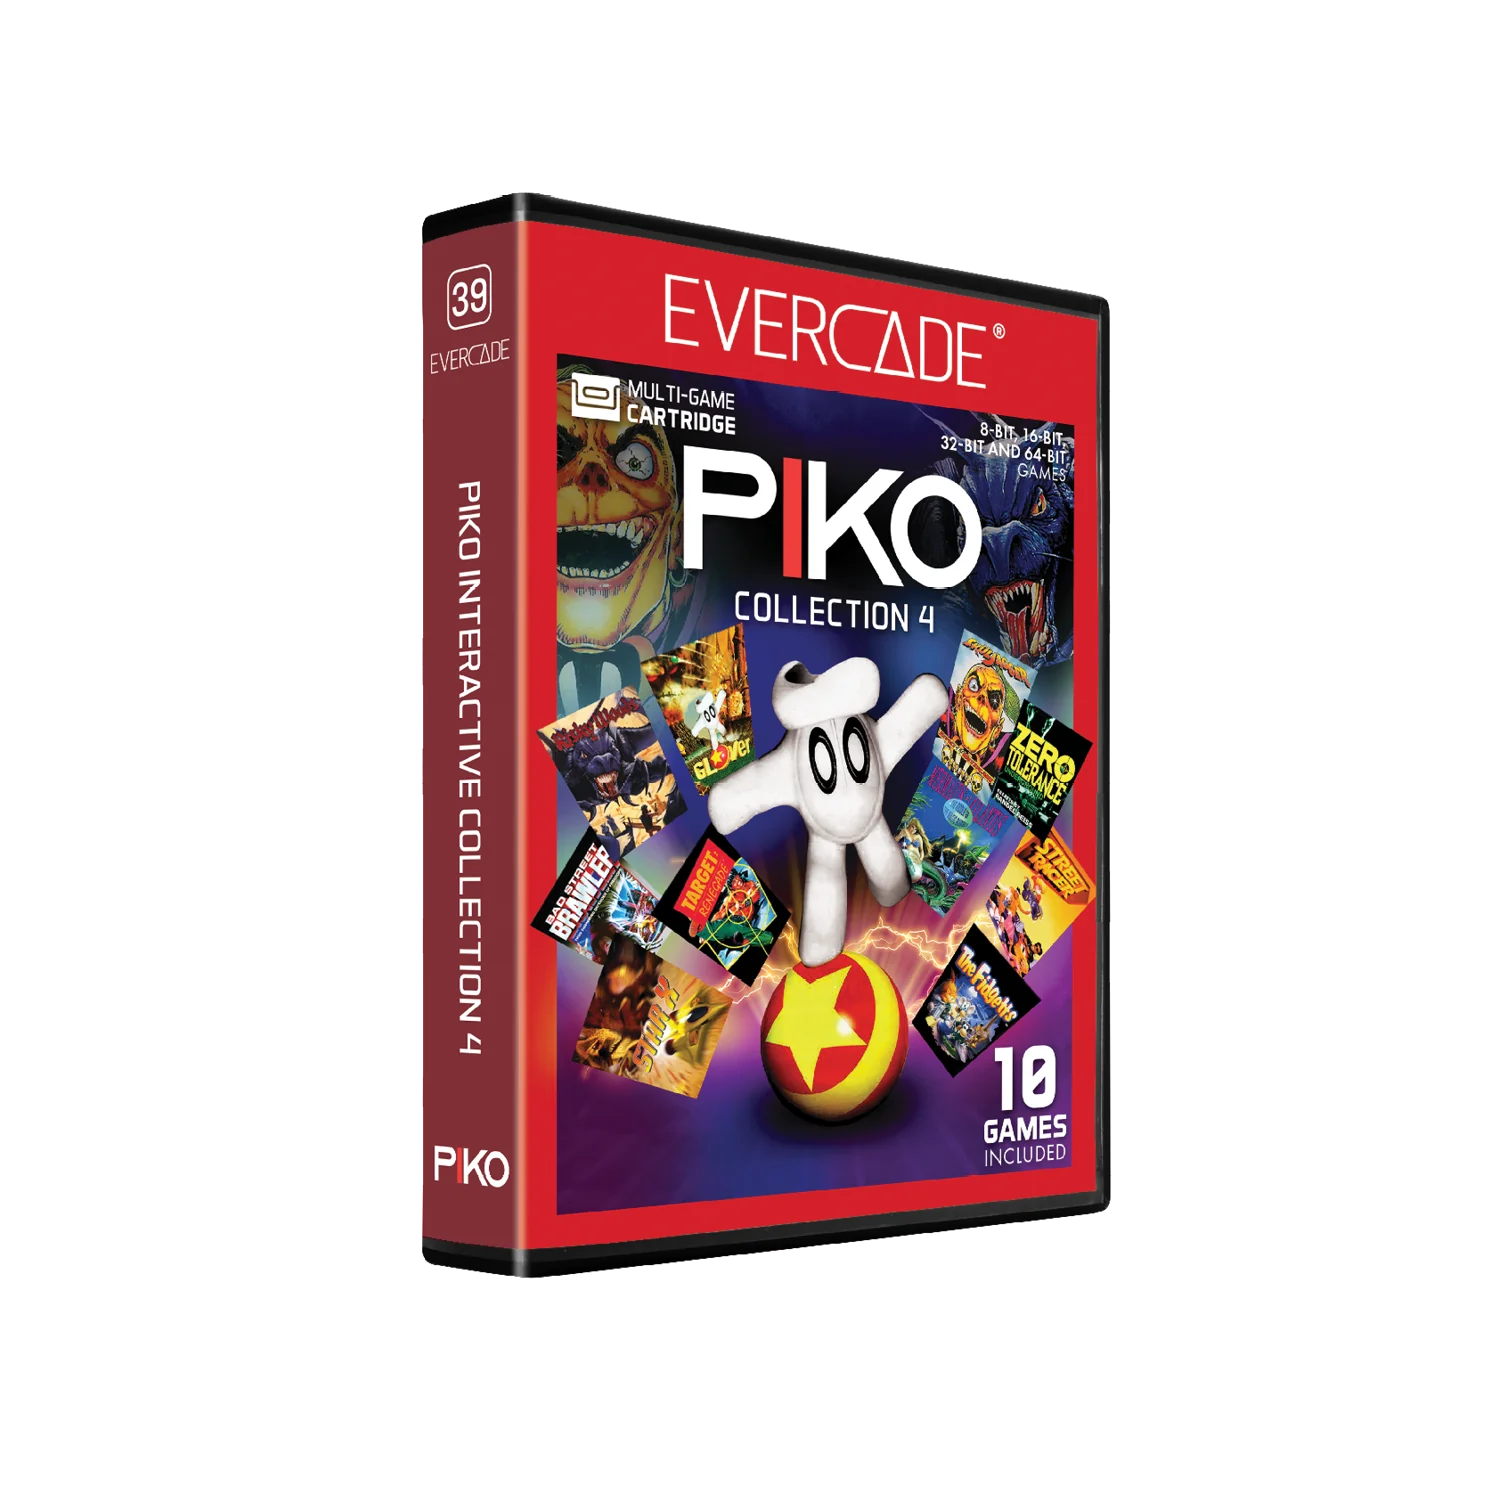 39
EVERCADE
PIKO INTERACTIVE COLLECTION 4
PIKO
EVERCADE®
MULTI-GAME
CARTRIDGE
8-BIT, 16-BIT,
32-BIT AND 64-BIT
GAMES
PIKO
COLLECTION 4
GLOVER
ZERO
TOLERANCE
BAD STREET
BRAWLER
TARGET:
RENEGADE
STREET
RACER
The Fidgetts
10
GAMES
INCLUDED